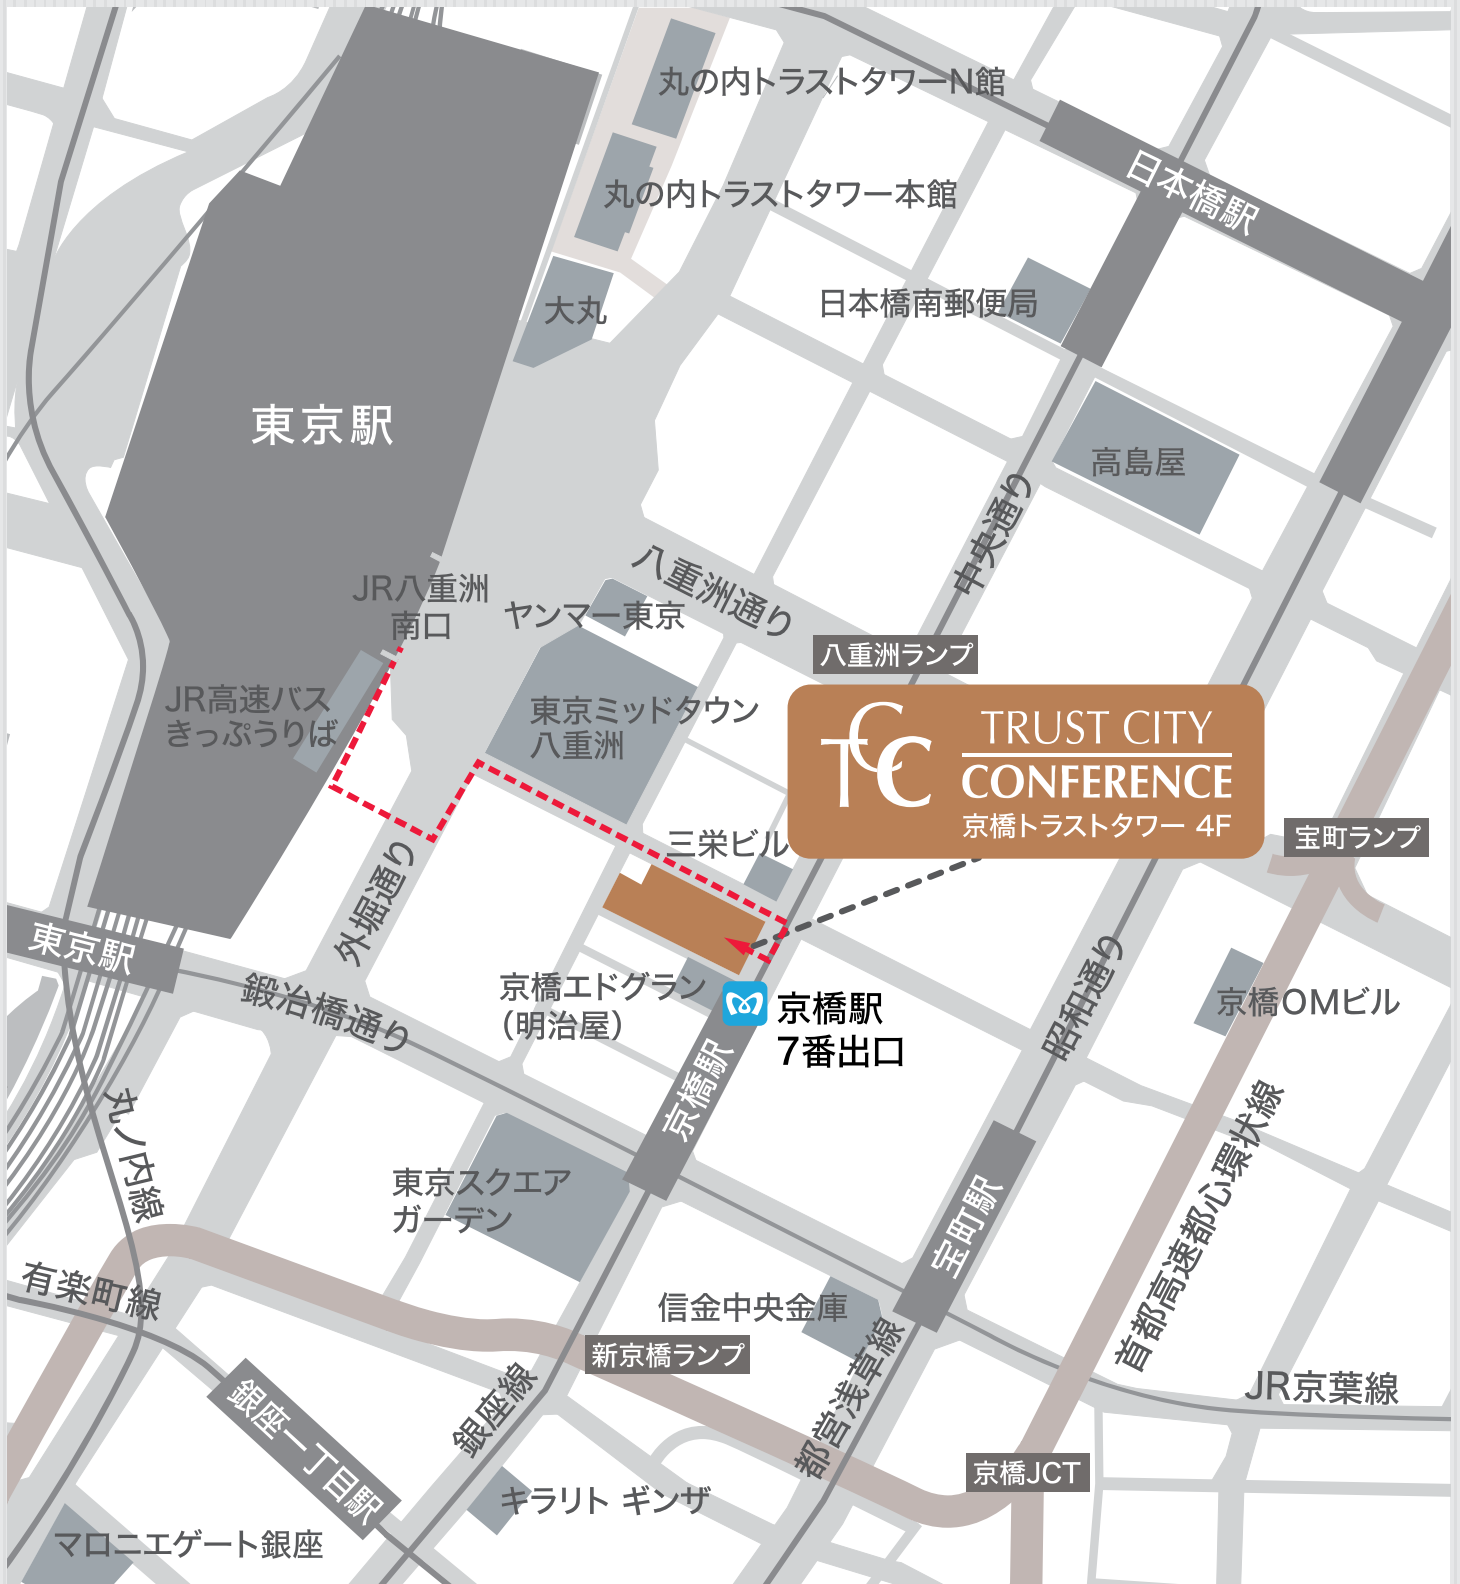 丸の内トラストタワーN館
日本橋駅
丸の内トラストタワー本館
大丸
日本橋南郵便局
東京駅
高島屋
中央通り
八重洲通り
JR八重洲
南口
ヤンマー東京
八重洲ランプ
JR高速バス
きっぷうりば
東京ミッドタウン
八重洲
TCC
TRUST CITY
CONFERENCE
京橋トラストタワー 4F
三栄ビル
宝町ランプ
外堀通り
東京駅
鍛冶橋通り
京橋エドグラン
（明治屋）
京橋駅
7番出口
昭和通り
京橋OMビル
京橋駅
丸ノ内線
首都高速都心環状線
東京スクエア
ガーデン
宝町駅
有楽町線
信金中央金庫
新京橋ランプ
都営浅草線
銀座線
JR京葉線
銀座一丁目駅
京橋JCT
キラリト ギンザ
マロニエゲート銀座